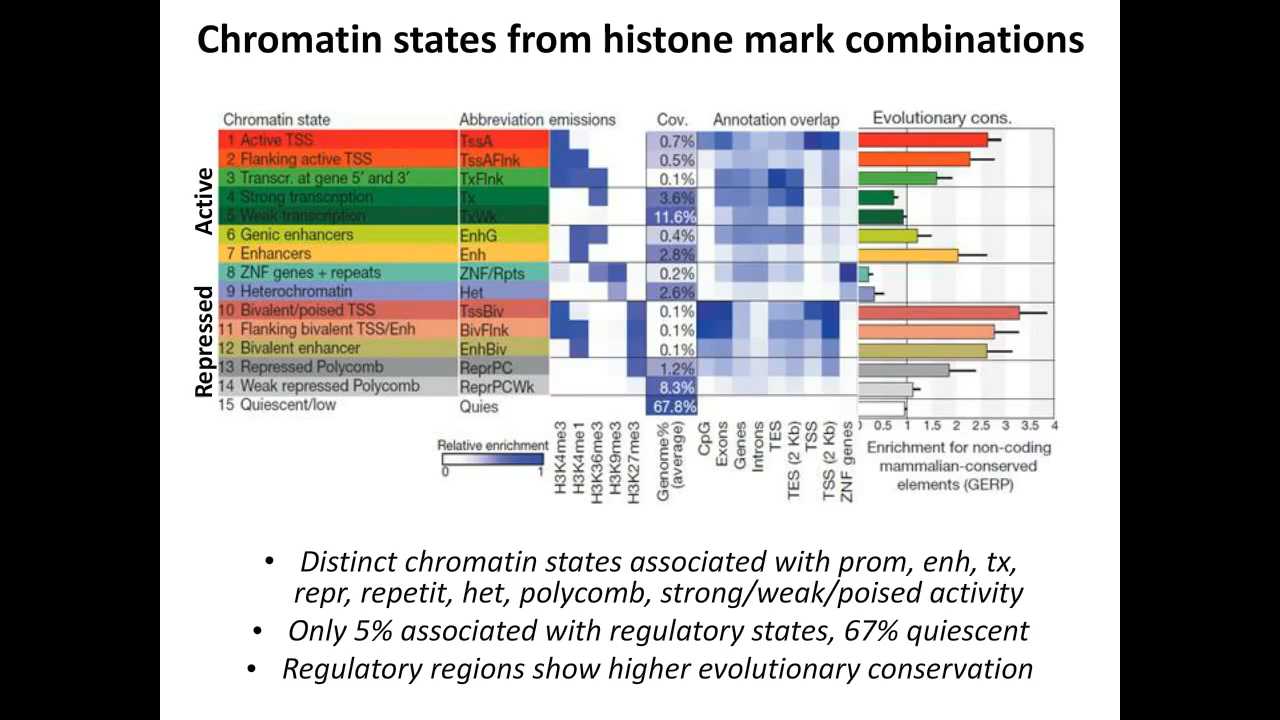 Chromatin states from histone mark combinations
Chromatin state Abbreviation emissions Cov. Annotation overlap Evolutionary cons.
Active
Repressed
1 Active TSS TssA 0.7%
2 Flanking active TSS TssAFlnk 0.5%
3 Transcr. at gene 5′ and 3′ TxFlnk 0.1%
4 Strong transcription Tx 3.6%
5 Weak transcription TxWk 11.6%
6 Genic enhancers EnhG 0.4%
7 Enhancers Enh 2.8%
8 ZNF genes + repeats ZNF/Rpts 0.2%
9 Heterochromatin Het 2.6%
10 Bivalent/poised TSS TssBiv 0.1%
11 Flanking bivalent TSS/Enh BivFlnk 0.1%
12 Bivalent enhancer EnhBiv 0.1%
13 Repressed Polycomb ReprPC 1.2%
14 Weak repressed Polycomb ReprPCWk 8.3%
15 Quiescent/low Quies 67.8%
0 0.5 1 1.5 2 2.5 3 3.5 4
Relative enrichment
0 1
H3K4me3
H3K4me1
H3K36me3
H3K9me3
H3K27me3
Genome%
(average)
CpG
Exons
Genes
Introns
TES
TES (2 Kb)
TSS
TSS (2 Kb)
ZNF genes
Enrichment for non-coding
mammalian-conserved
elements (GERP)
• Distinct chromatin states associated with prom, enh, tx,
repr, repetit, het, polycomb, strong/weak/poised activity
• Only 5% associated with regulatory states, 67% quiescent
• Regulatory regions show higher evolutionary conservation